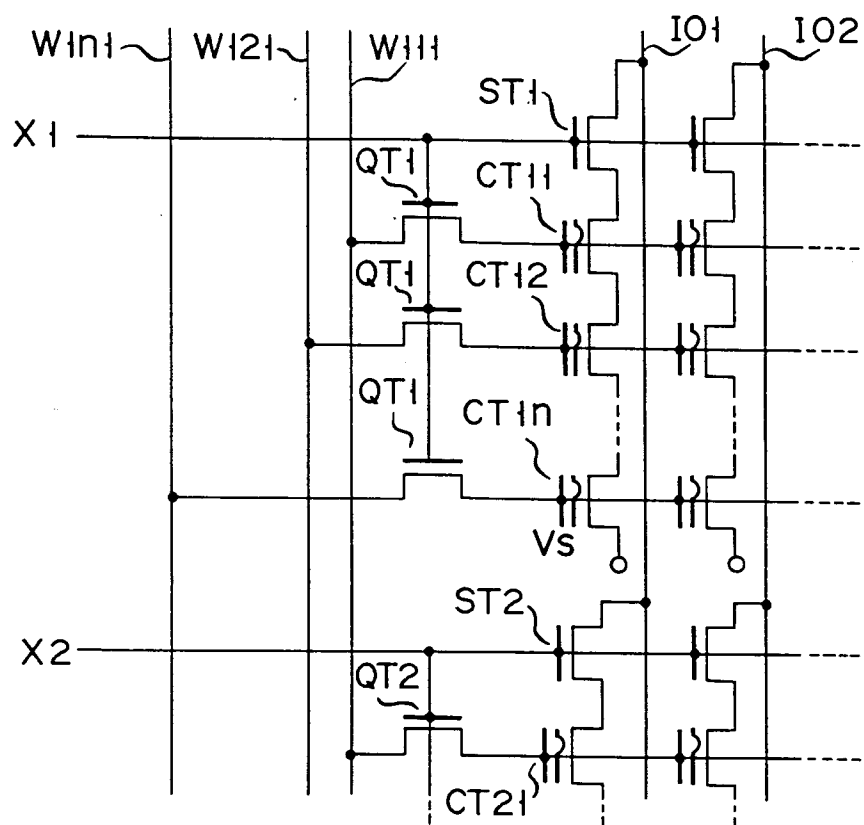 W1n1
W121
W111
IO1
IO2
ST1
X1
QT1
CT11
QT1
CT12
QT1
CT1n
Vs
ST2
X2
QT2
CT21